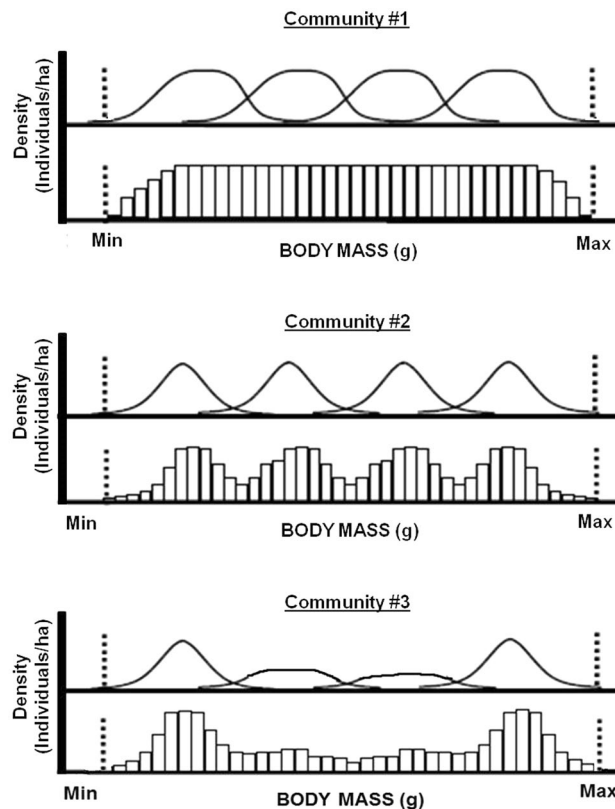 Community #1
Density
(Individuals/ha)
Min
Max
BODY MASS (g)
Community #2
Density
(Individuals/ha)
Min
Max
BODY MASS (g)
Community #3
Density
(Individuals/ha)
Min
Max
BODY MASS (g)